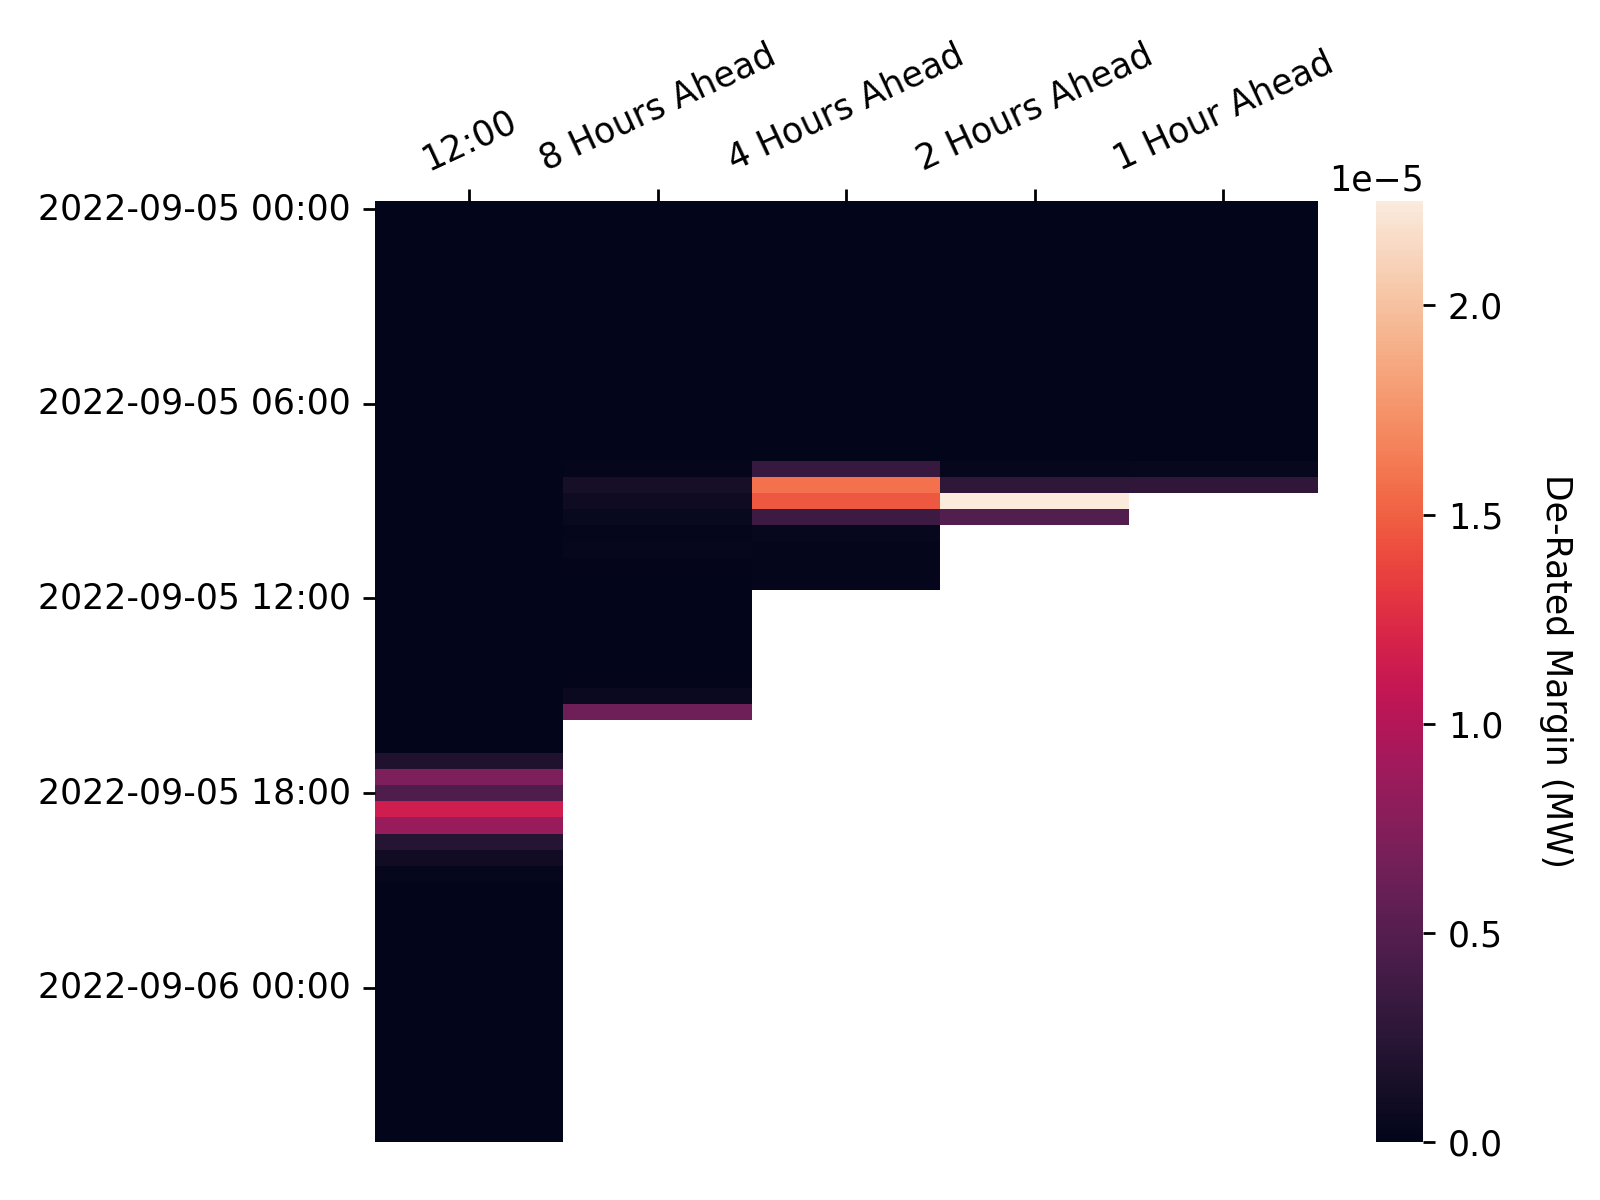 12:00
8 Hours Ahead
4 Hours Ahead
2 Hours Ahead
1 Hour Ahead
1e−5
2022-09-05 00:00
2022-09-05 06:00
2022-09-05 12:00
2022-09-05 18:00
2022-09-06 00:00
2.0
1.5
1.0
0.5
0.0
De-Rated Margin (MW)